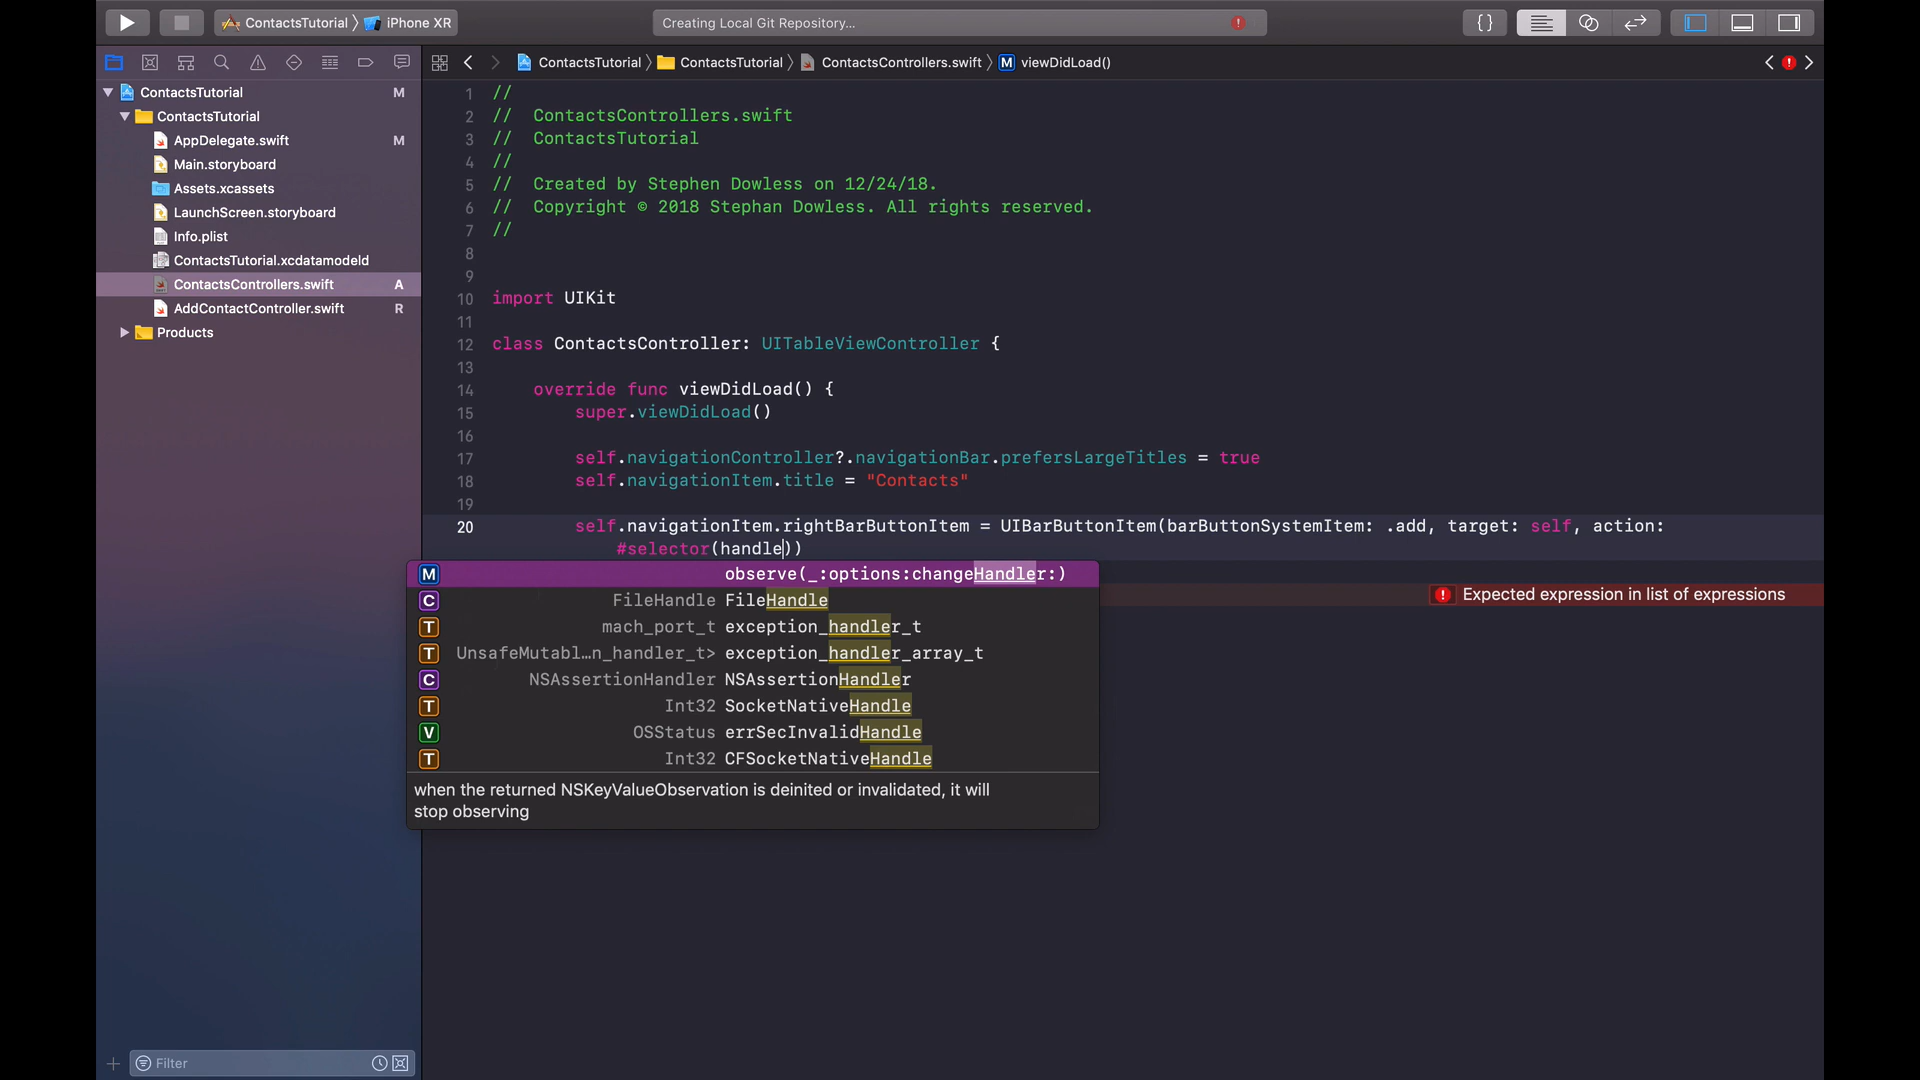 ContactsTutorial
iPhone XR
Creating Local Git Repository...
{ }
ContactsTutorial
ContactsTutorial
ContactsControllers.swift
M
viewDidLoad()
ContactsTutorial
M
ContactsTutorial
AppDelegate.swift
M
Main.storyboard
Assets.xcassets
LaunchScreen.storyboard
Info.plist
ContactsTutorial.xcdatamodeld
ContactsControllers.swift
A
AddContactController.swift
R
Products
Filter
1 //
2 // ContactsControllers.swift
3 // ContactsTutorial
4 //
5 // Created by Stephen Dowless on 12/24/18.
6 // Copyright © 2018 Stephan Dowless. All rights reserved.
7 //
8
9
10 import UIKit
11
12 class ContactsController: UITableViewController {
13
14 override func viewDidLoad() {
15 super.viewDidLoad()
16
17 self.navigationController?.navigationBar.prefersLargeTitles = true
18 self.navigationItem.title = "Contacts"
19
20 self.navigationItem.rightBarButtonItem = UIBarButtonItem(barButtonSystemItem: .add, target: self, action:
#selector(handle))
M observe(_:options:changeHandler:)
Expected expression in list of expressions
C FileHandle FileHandle
T mach_port_t exception_handler_t
T UnsafeMutabl…n_handler_t> exception_handler_array_t
C NSAssertionHandler NSAssertionHandler
T Int32 SocketNativeHandle
V OSStatus errSecInvalidHandle
T Int32 CFSocketNativeHandle
when the returned NSKeyValueObservation is deinited or invalidated, it will
stop observing